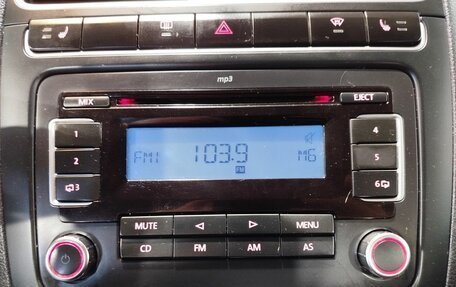 mp3
MIX
EJECT
1
4
FM1 103.9 M6
FM
2
5
3
6
MUTE MENU
CD FM AM AS